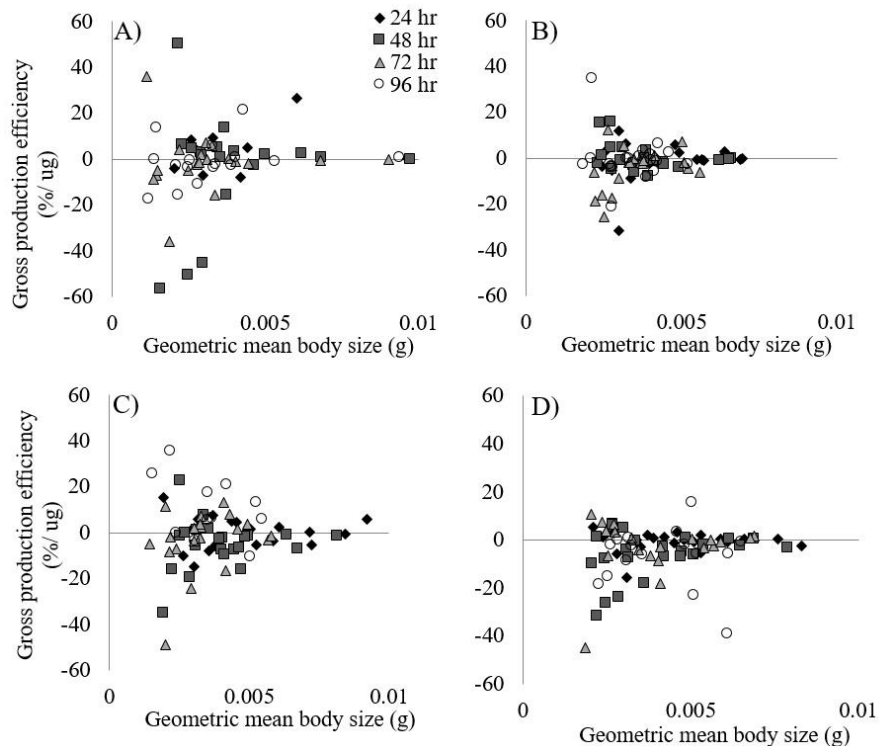 A)
24 hr
48 hr
72 hr
96 hr
Gross production efficiency
(%/ ug)
60
40
20
0
-20
-40
-60
0
0.005
0.01
Geometric mean body size (g)
B)
60
40
20
0
-20
-40
-60
0
0.005
0.01
Geometric mean body size (g)
C)
Gross production efficiency
(%/ ug)
60
40
20
0
-20
-40
-60
0
0.005
0.01
Geometric mean body size (g)
D)
60
40
20
0
-20
-40
-60
0
0.005
0.01
Geometric mean body size (g)